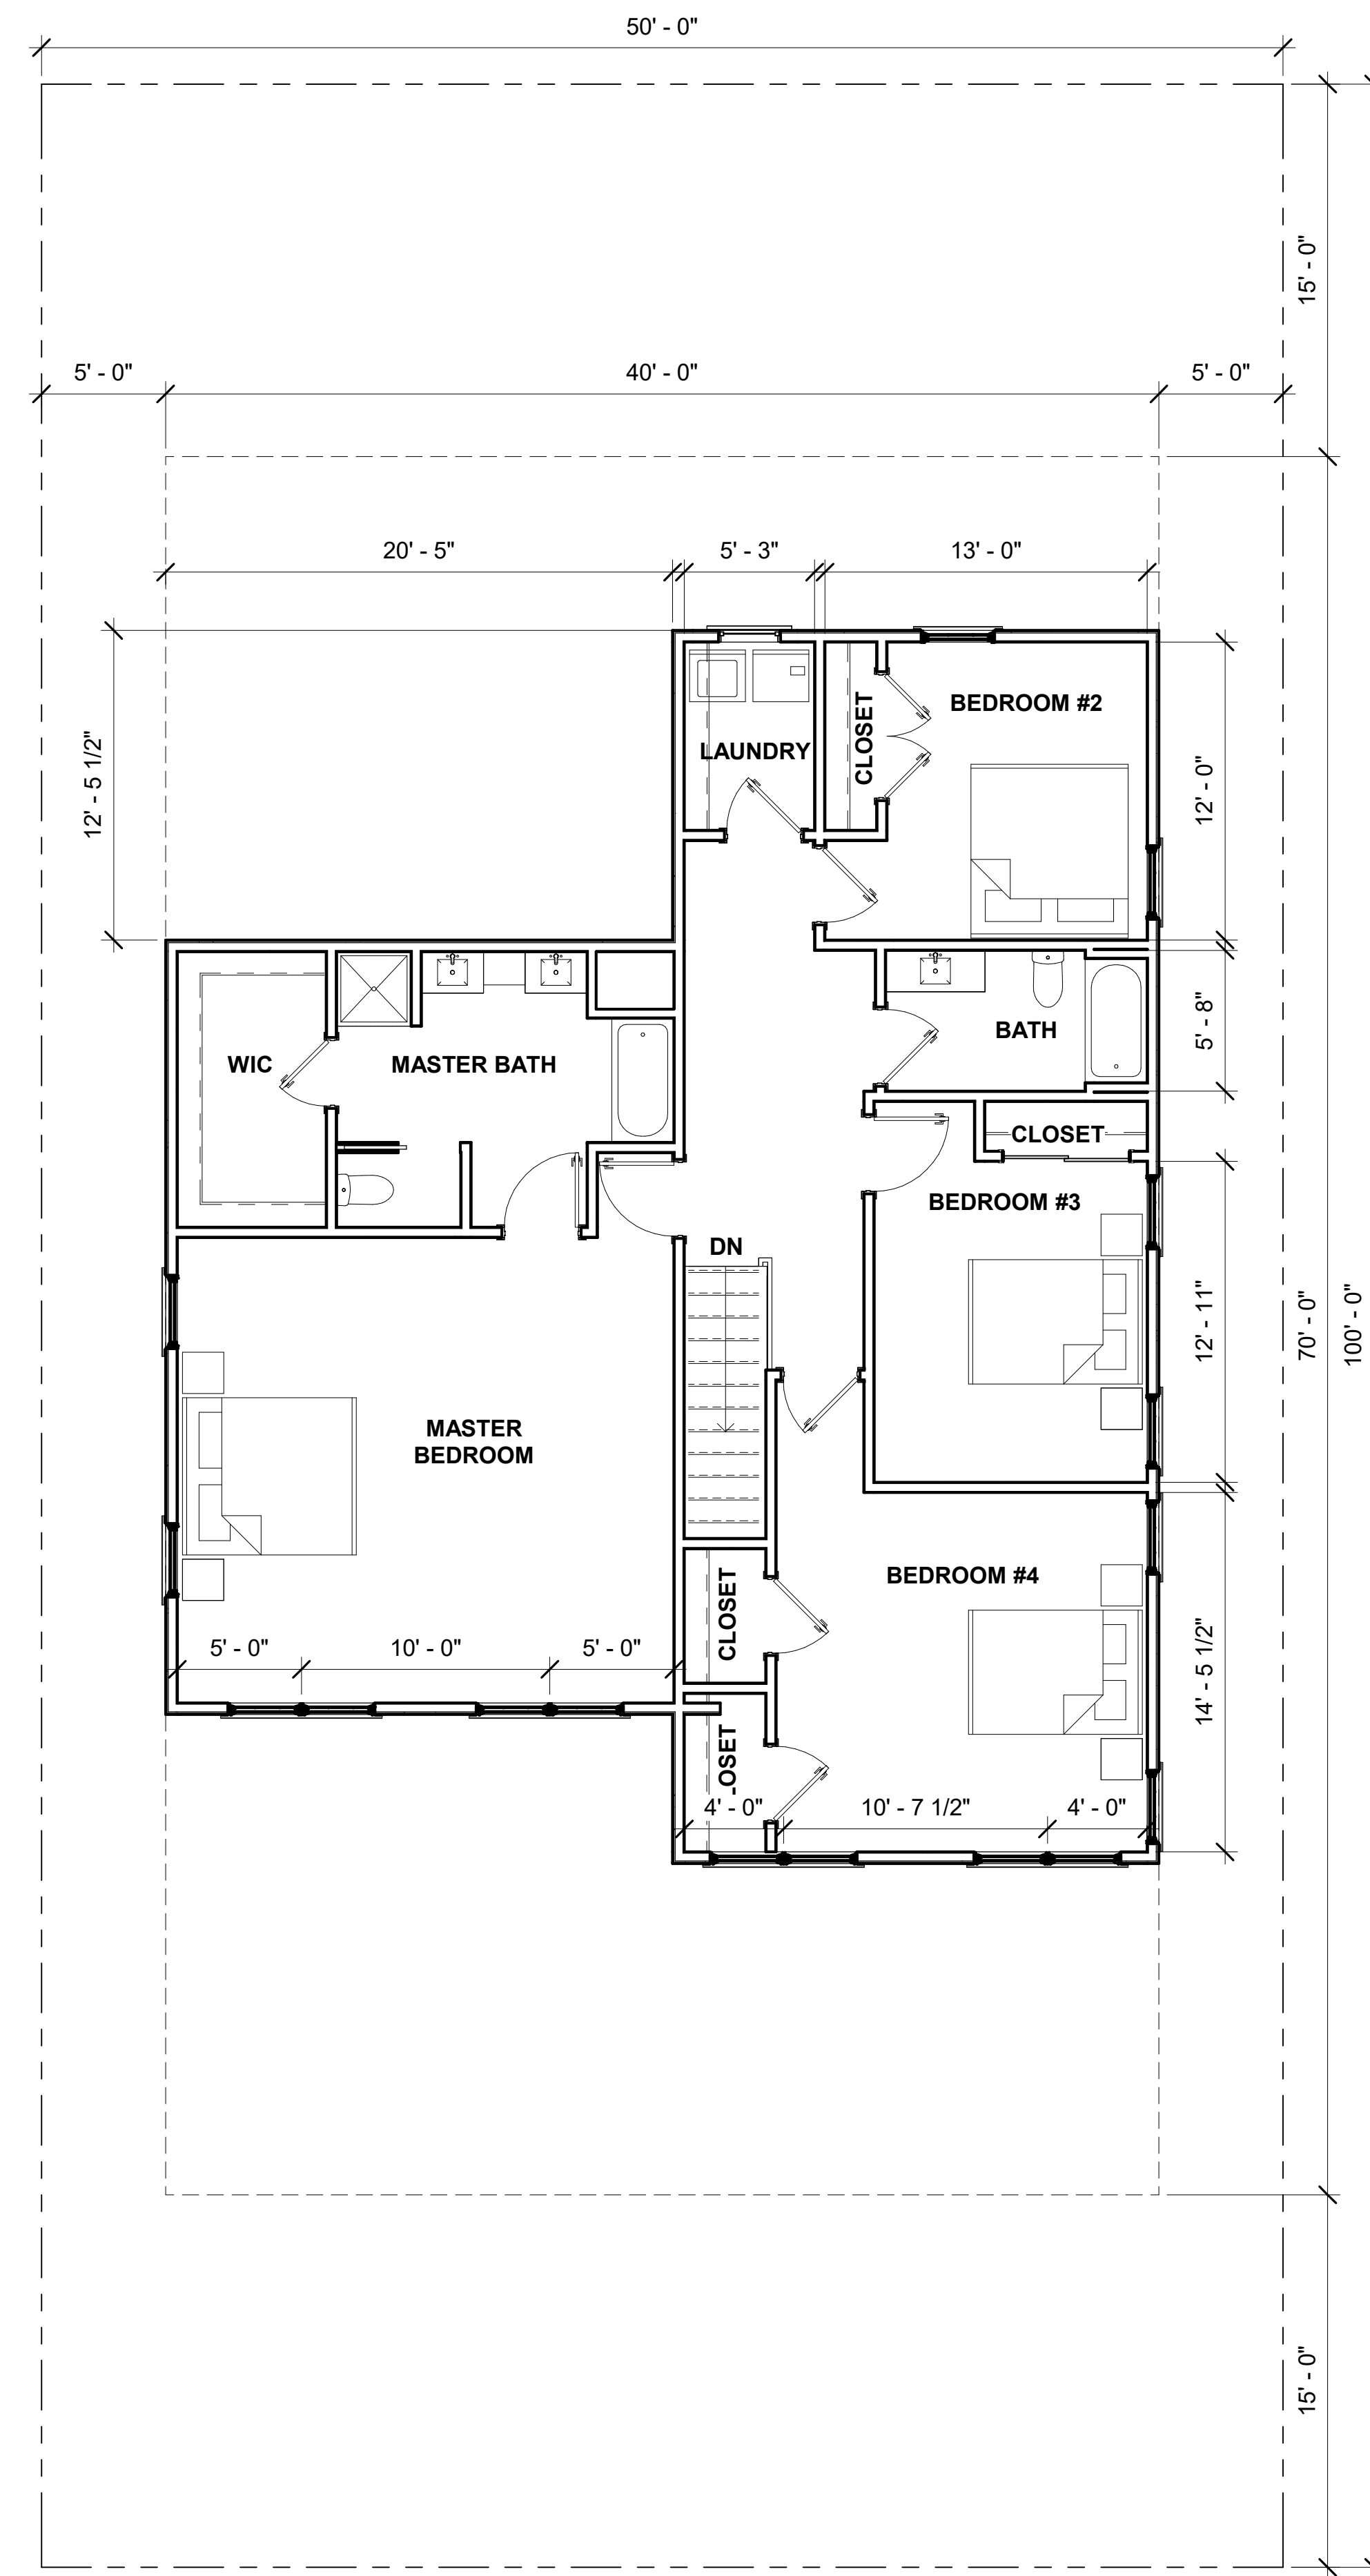 50' - 0"
15' - 0"
5' - 0"
40' - 0"
5' - 0"
20' - 5"
5' - 3"
13' - 0"
12' - 5 1/2"
BEDROOM #2
CLOSET
LAUNDRY
12' - 0"
WIC
MASTER BATH
BATH
5' - 8"
CLOSET
BEDROOM #3
DN
12' - 11"
70' - 0"
100' - 0"
MASTER
BEDROOM
BEDROOM #4
CLOSET
5' - 0"
10' - 0"
5' - 0"
14' - 5 1/2"
LOSET
4' - 0"
10' - 7 1/2"
4' - 0"
15' - 0"